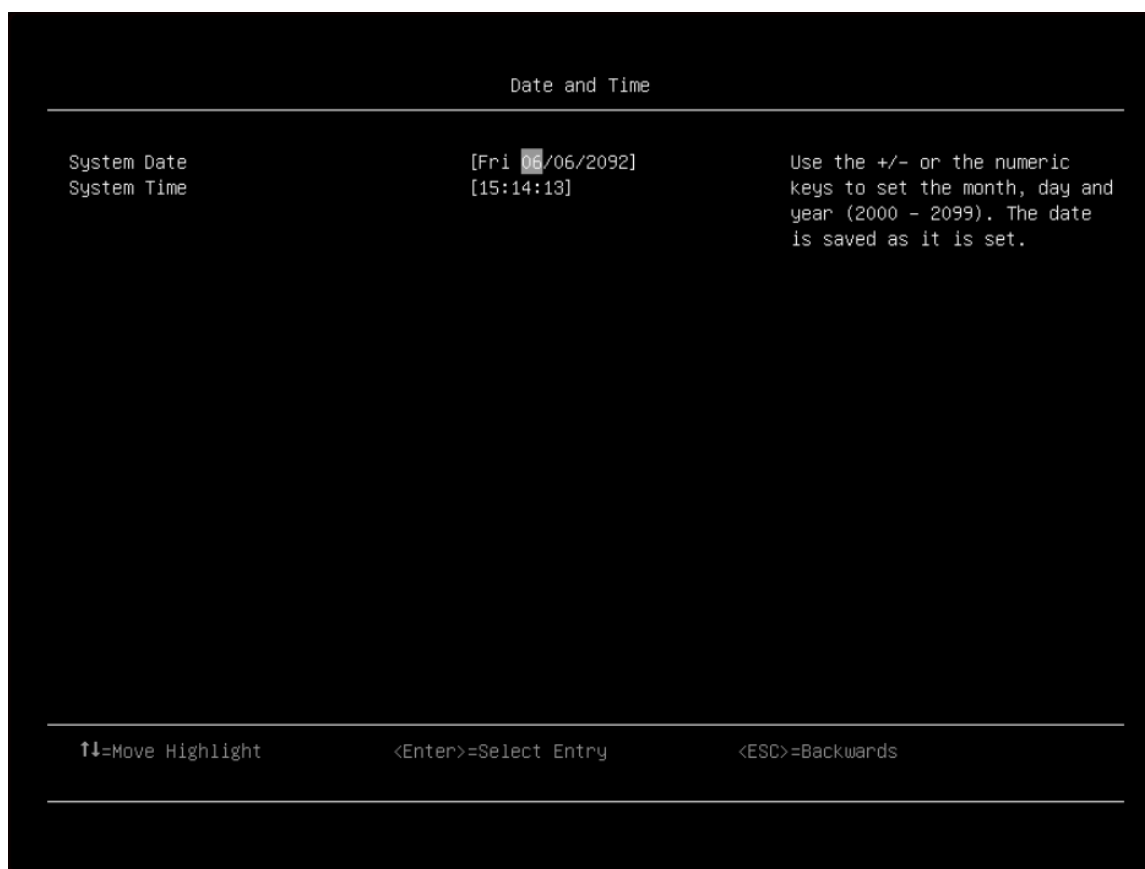 Date and Time
System Date [Fri 06/06/2092] Use the +/- or the numeric
System Time [15:14:13] keys to set the month, day and
year (2000 - 2099). The date
is saved as it is set.
↑↓=Move Highlight <Enter>=Select Entry <ESC>=Backwards